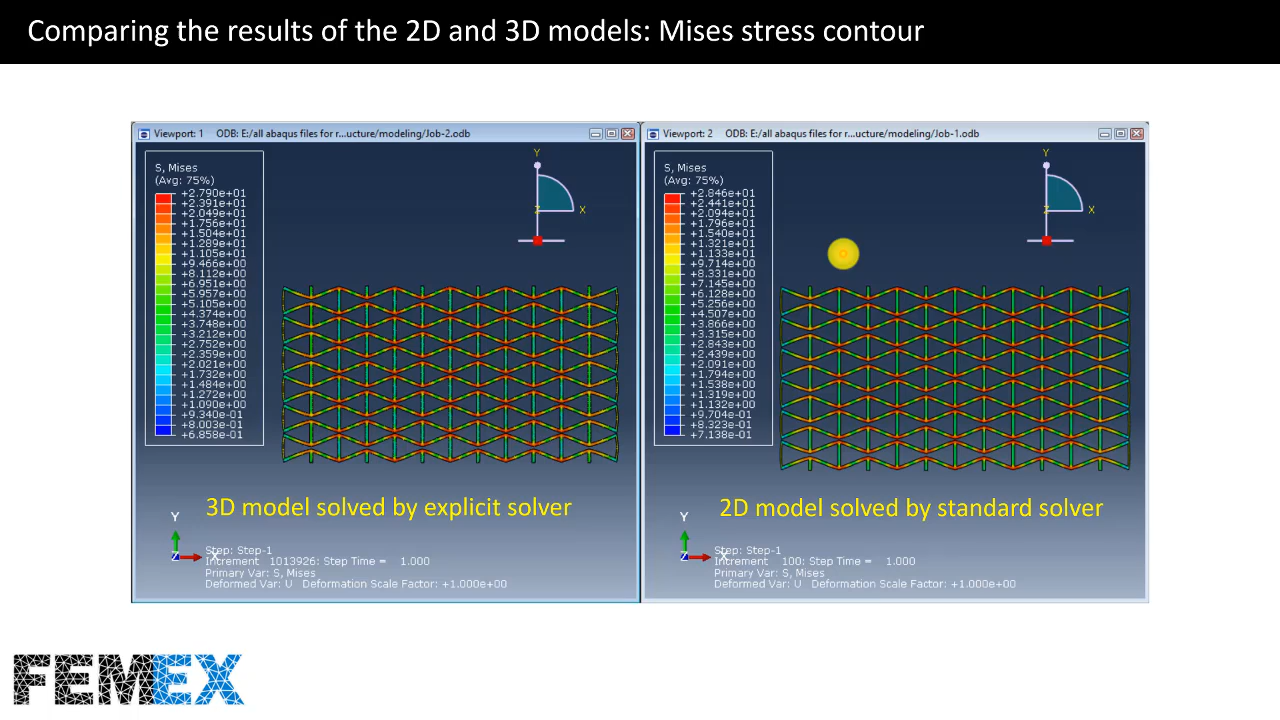 Comparing the results of the 2D and 3D models: Mises stress contour
Viewport: 1 ODB: E:/all abaqus files for r...ucture/modeling/Job-2.odb
S, Mises
(Avg: 75%)
+2.790e+01
+2.391e+01
+2.049e+01
+1.756e+01
+1.504e+01
+1.289e+01
+1.105e+01
+9.466e+00
+8.112e+00
+6.951e+00
+5.957e+00
+5.105e+00
+4.374e+00
+3.748e+00
+3.212e+00
+2.752e+00
+2.359e+00
+2.021e+00
+1.732e+00
+1.484e+00
+1.272e+00
+1.090e+00
+9.340e-01
+8.003e-01
+6.858e-01
Y
Z X
3D model solved by explicit solver
Y
Z X
Step: Step-1
Increment 1013926: Step Time = 1.000
Primary Var: S, Mises
Deformed Var: U Deformation Scale Factor: +1.000e+00
Viewport: 2 ODB: E:/all abaqus files for r...ucture/modeling/Job-1.odb
S, Mises
(Avg: 75%)
+2.846e+01
+2.441e+01
+2.094e+01
+1.796e+01
+1.540e+01
+1.321e+01
+1.133e+01
+9.714e+00
+8.331e+00
+7.145e+00
+6.128e+00
+5.256e+00
+4.507e+00
+3.866e+00
+3.315e+00
+2.843e+00
+2.439e+00
+2.091e+00
+1.794e+00
+1.538e+00
+1.319e+00
+1.132e+00
+9.704e-01
+8.323e-01
+7.138e-01
Y
Z X
2D model solved by standard solver
Y
Z X
Step: Step-1
Increment 100: Step Time = 1.000
Primary Var: S, Mises
Deformed Var: U Deformation Scale Factor: +1.000e+00
FEMEX